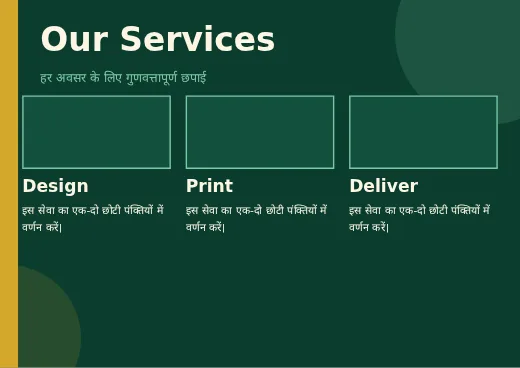 Our Services
हर अवसर के लिए गुणवत्तापूर्ण छपाई
Design
इस सेवा का एक-दो छोटी पंक्तियों में
वर्णन करें|
Print
इस सेवा का एक-दो छोटी पंक्तियों में
वर्णन करें|
Deliver
इस सेवा का एक-दो छोटी पंक्तियों में
वर्णन करें|